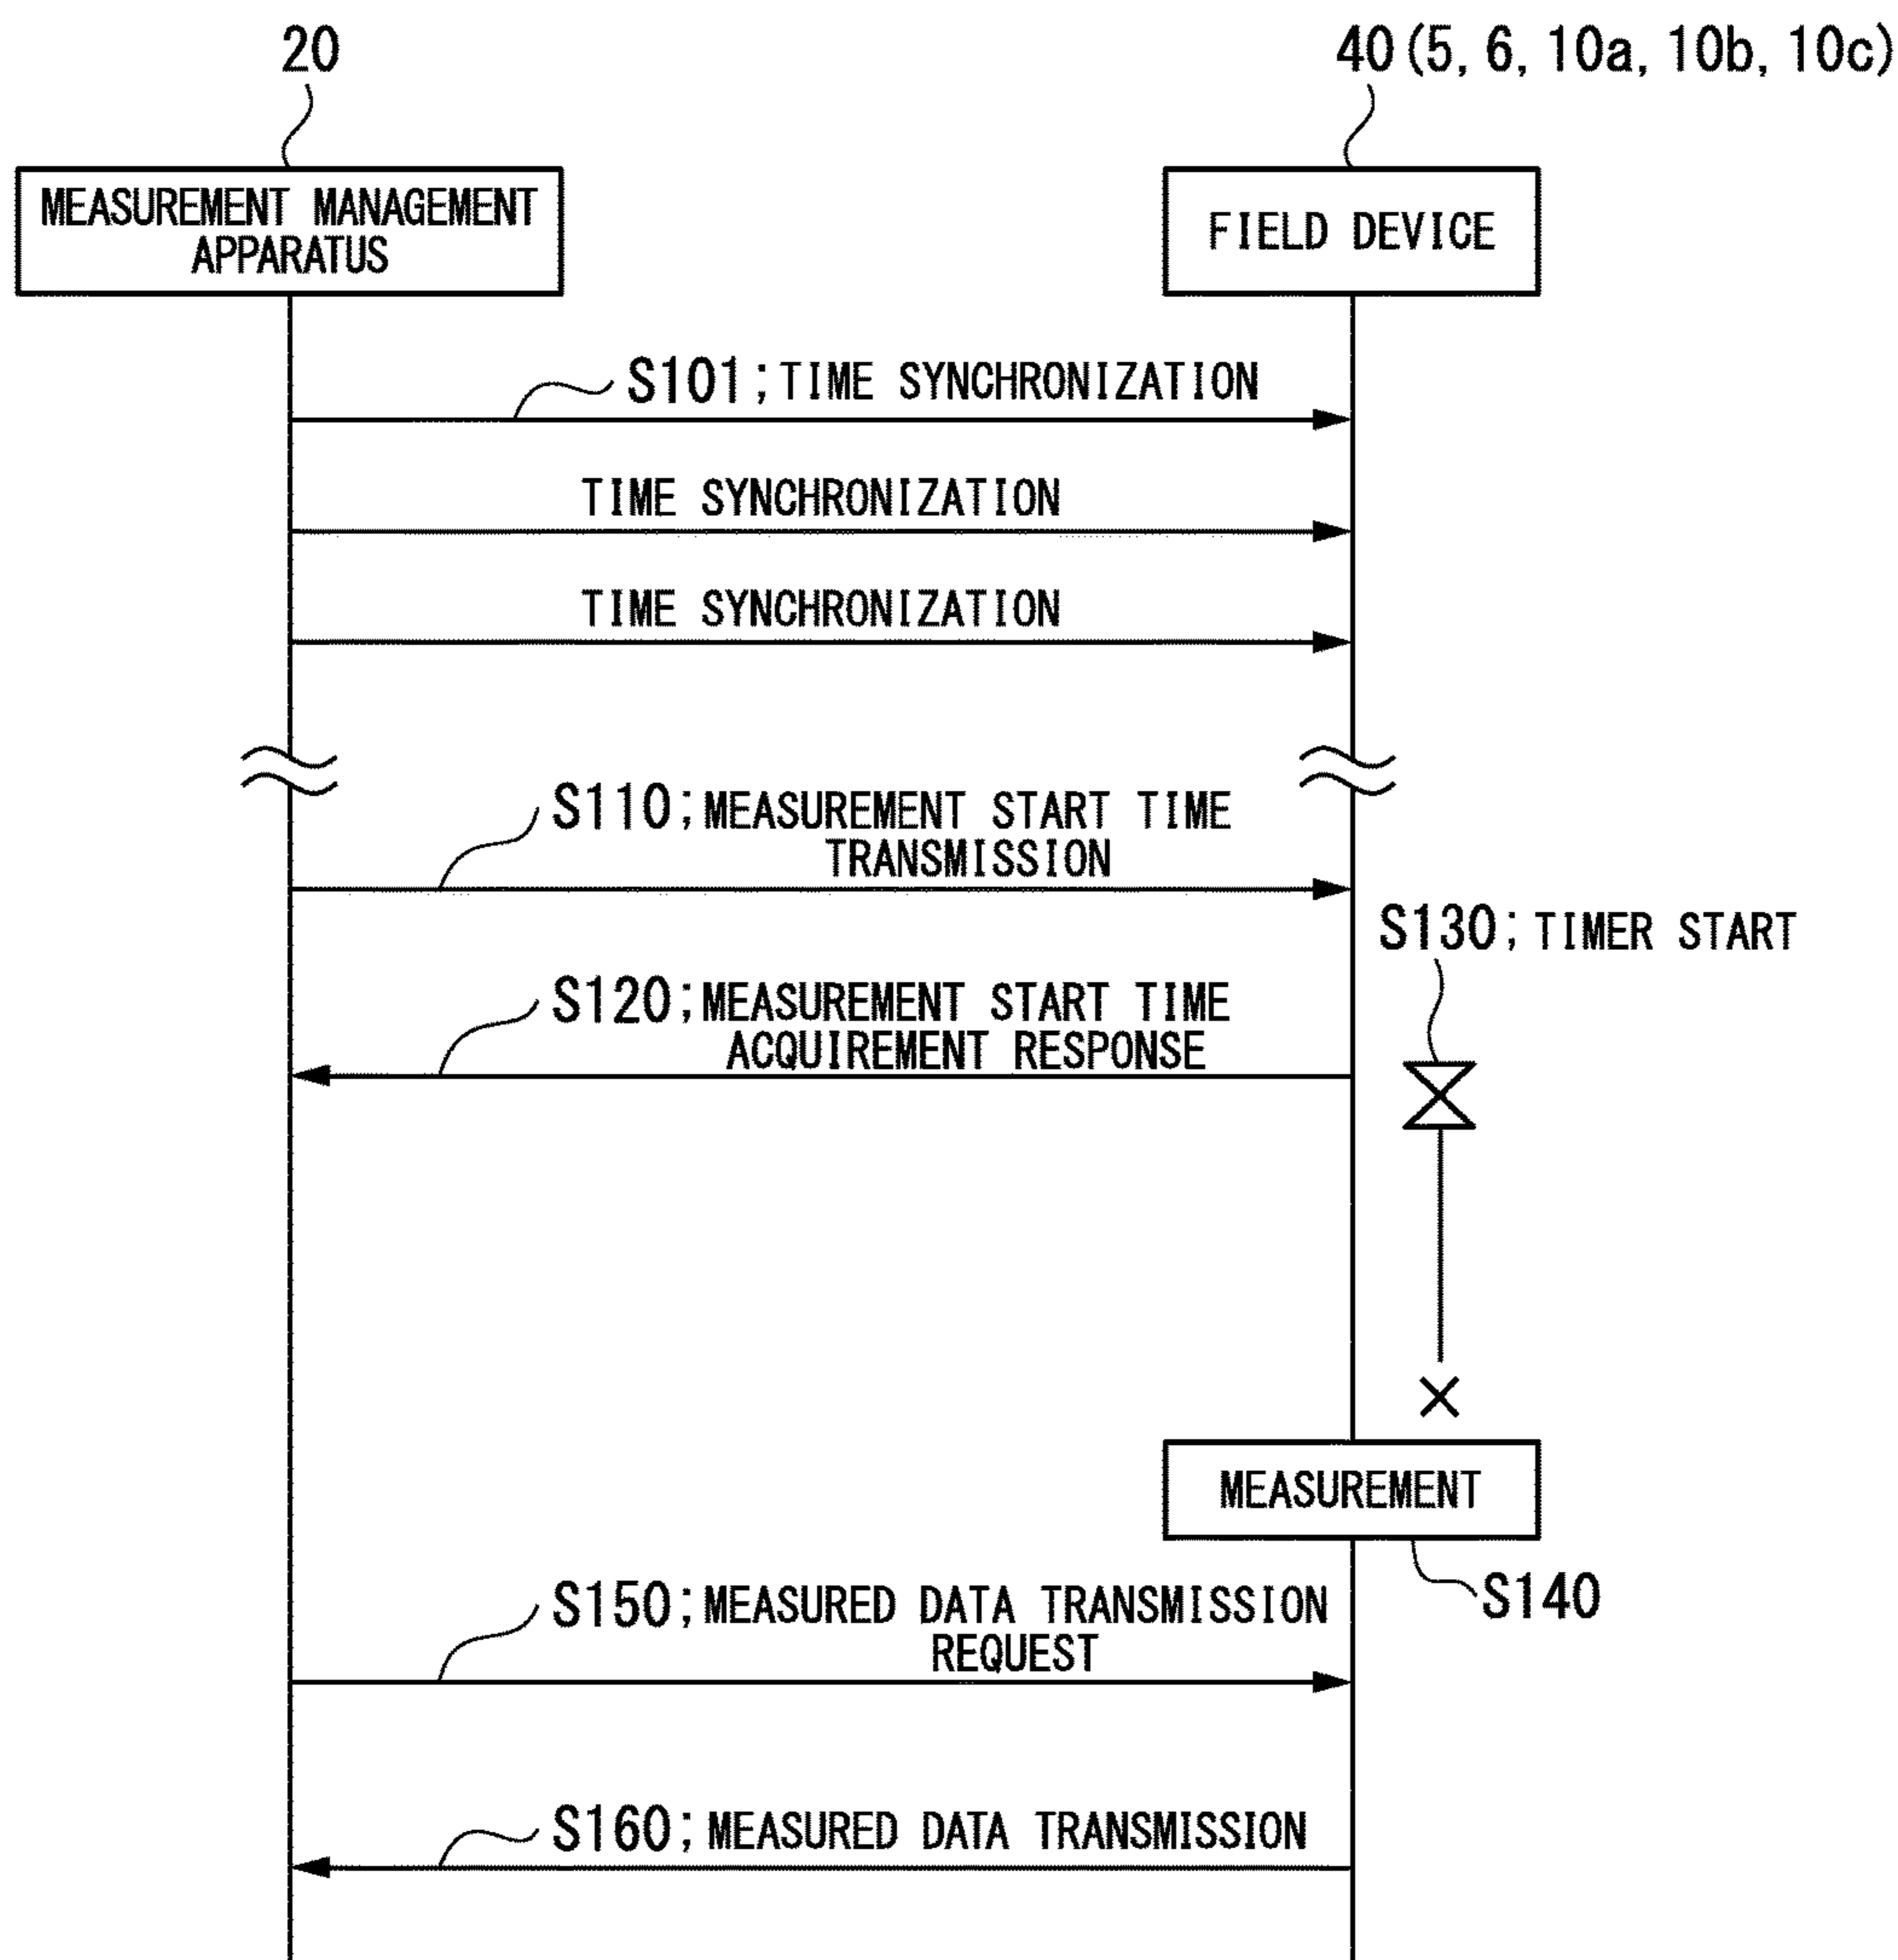 20
40 (5, 6, 10a, 10b, 10c)
MEASUREMENT MANAGEMENT
APPARATUS
FIELD DEVICE
S101; TIME SYNCHRONIZATION
TIME SYNCHRONIZATION
TIME SYNCHRONIZATION
S110; MEASUREMENT START TIME
TRANSMISSION
S130; TIMER START
S120; MEASUREMENT START TIME
ACQUIREMENT RESPONSE
MEASUREMENT
S140
S150; MEASURED DATA TRANSMISSION
REQUEST
S160; MEASURED DATA TRANSMISSION